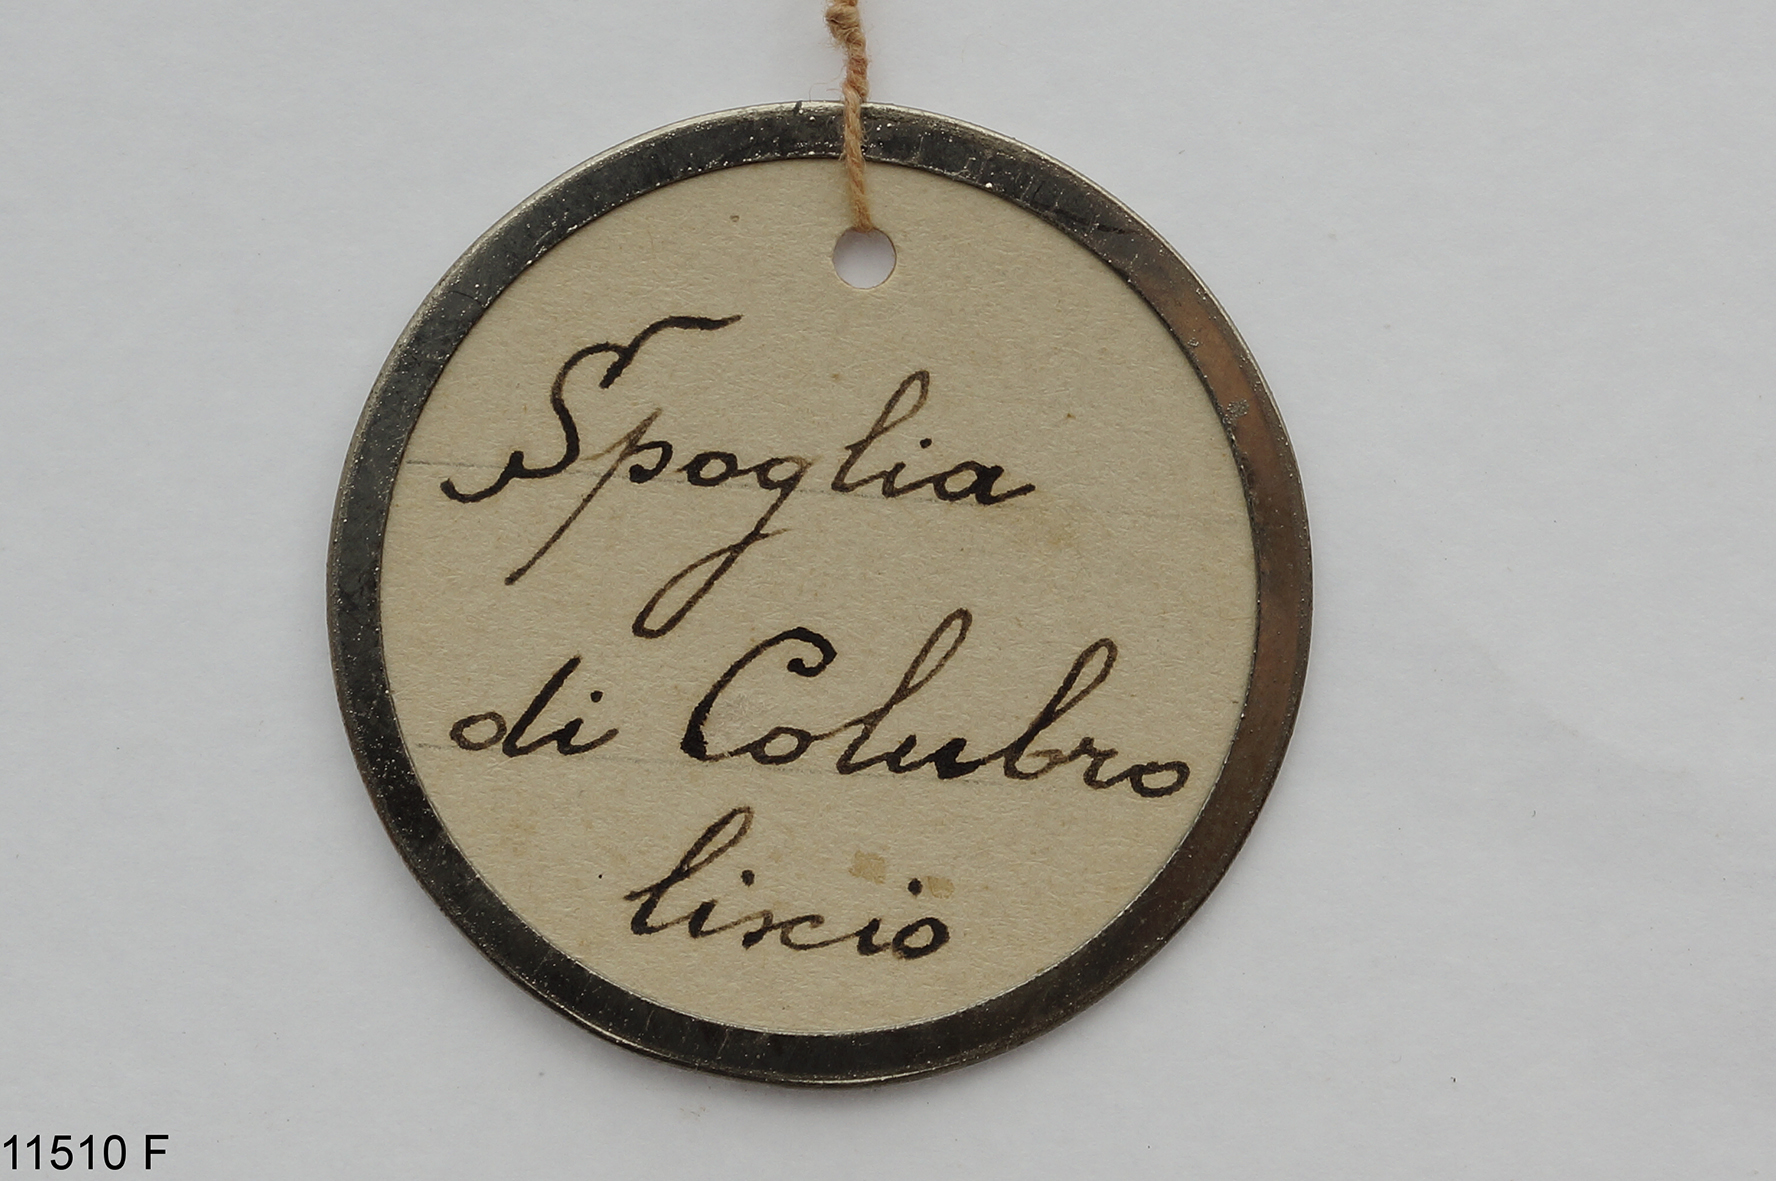 Spoglia
di Colubro
liscio
11510 F